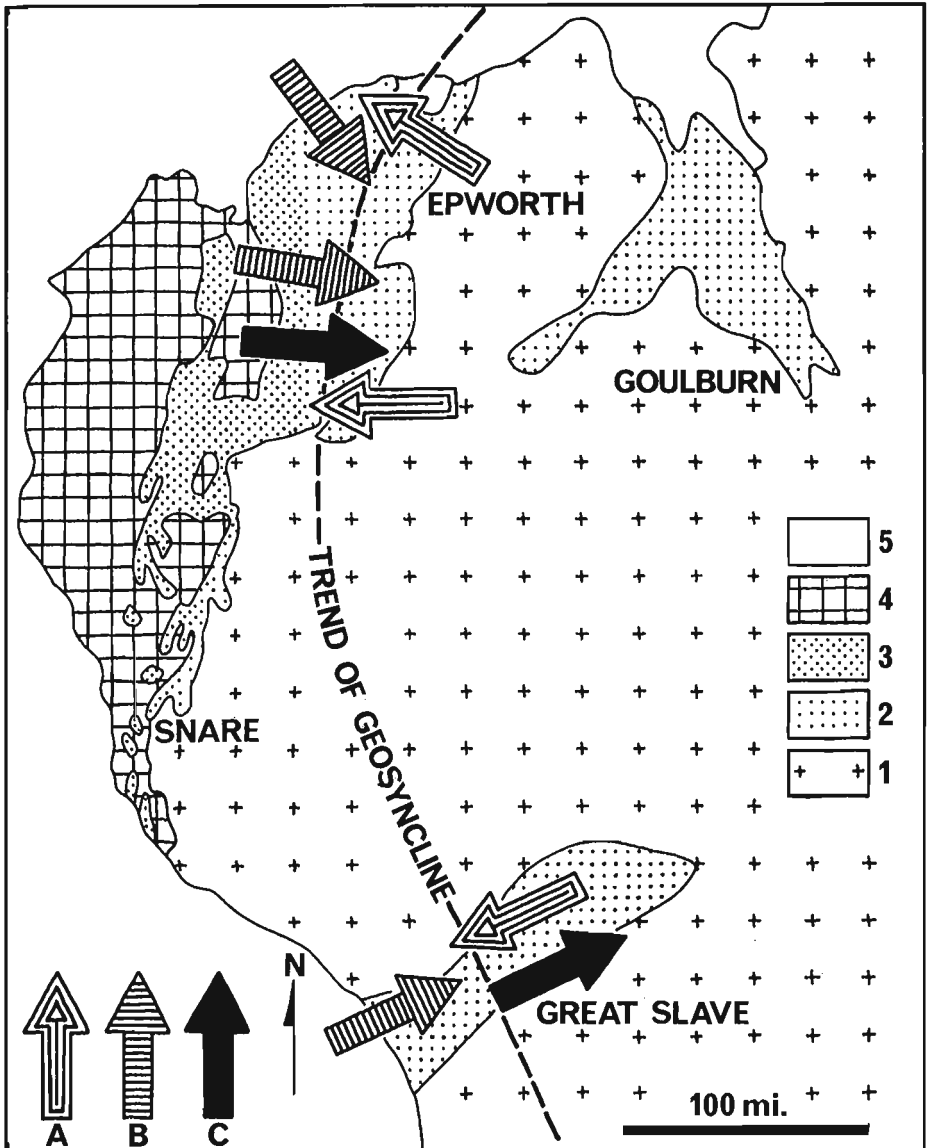 EPWORTH
GOULBURN
TREND OF GEOSYNCLINE
5
4
3
2
1
SNARE
N
GREAT SLAVE
A B C
100 mi.